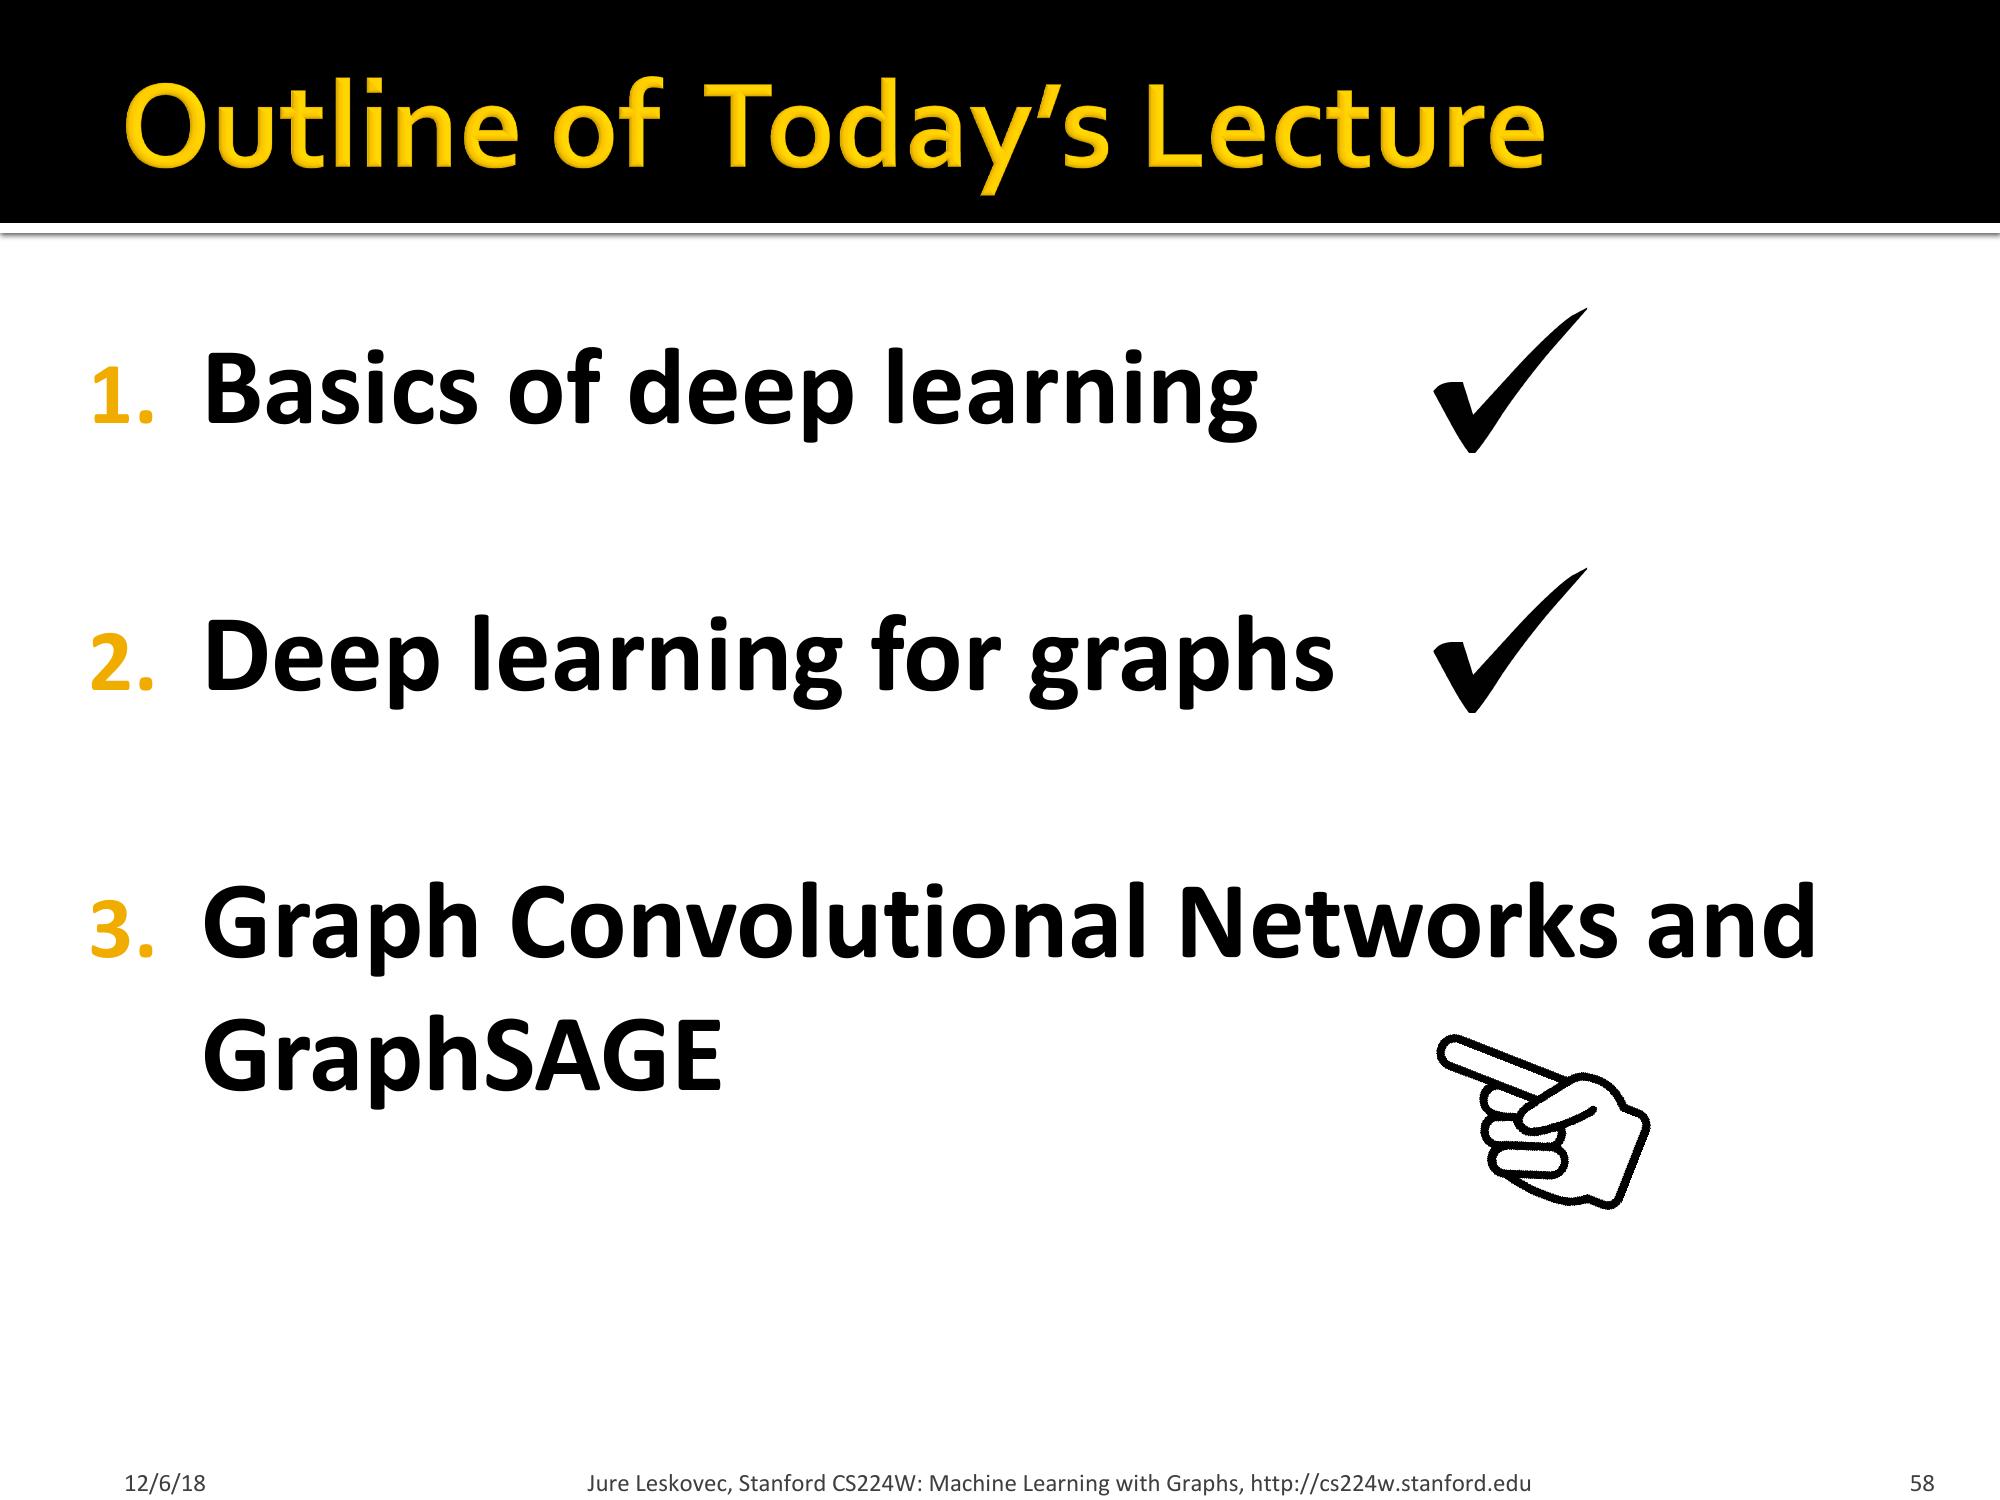 Outline of Today’s Lecture
1. Basics of deep learning
2. Deep learning for graphs
3. Graph Convolutional Networks and
GraphSAGE
12/6/18
Jure Leskovec, Stanford CS224W: Machine Learning with Graphs, http://cs224w.stanford.edu
58